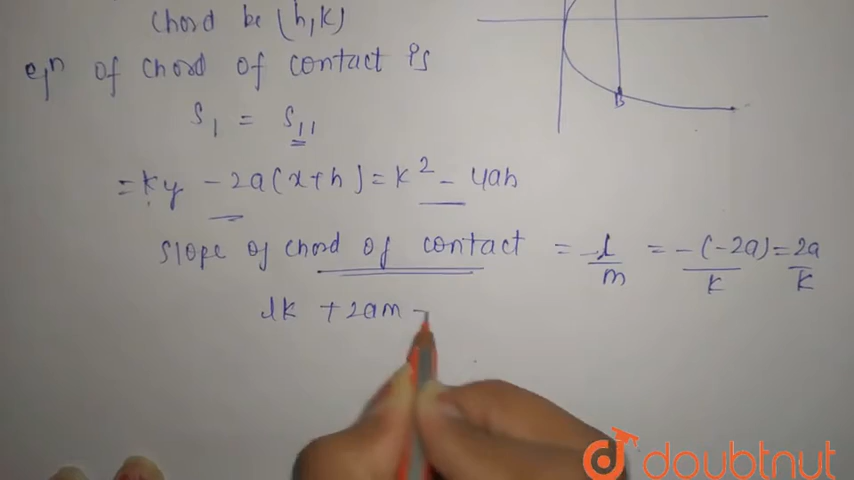 chord be (h,k)
eqⁿ of chord of contact is
S₁ = S₁₁
= ky - 2a(x+h) = k² - 4ah
slope of chord of contact = -l/m = -(-2a)/k = 2a/k
B
lk + 2am -
doubtnut